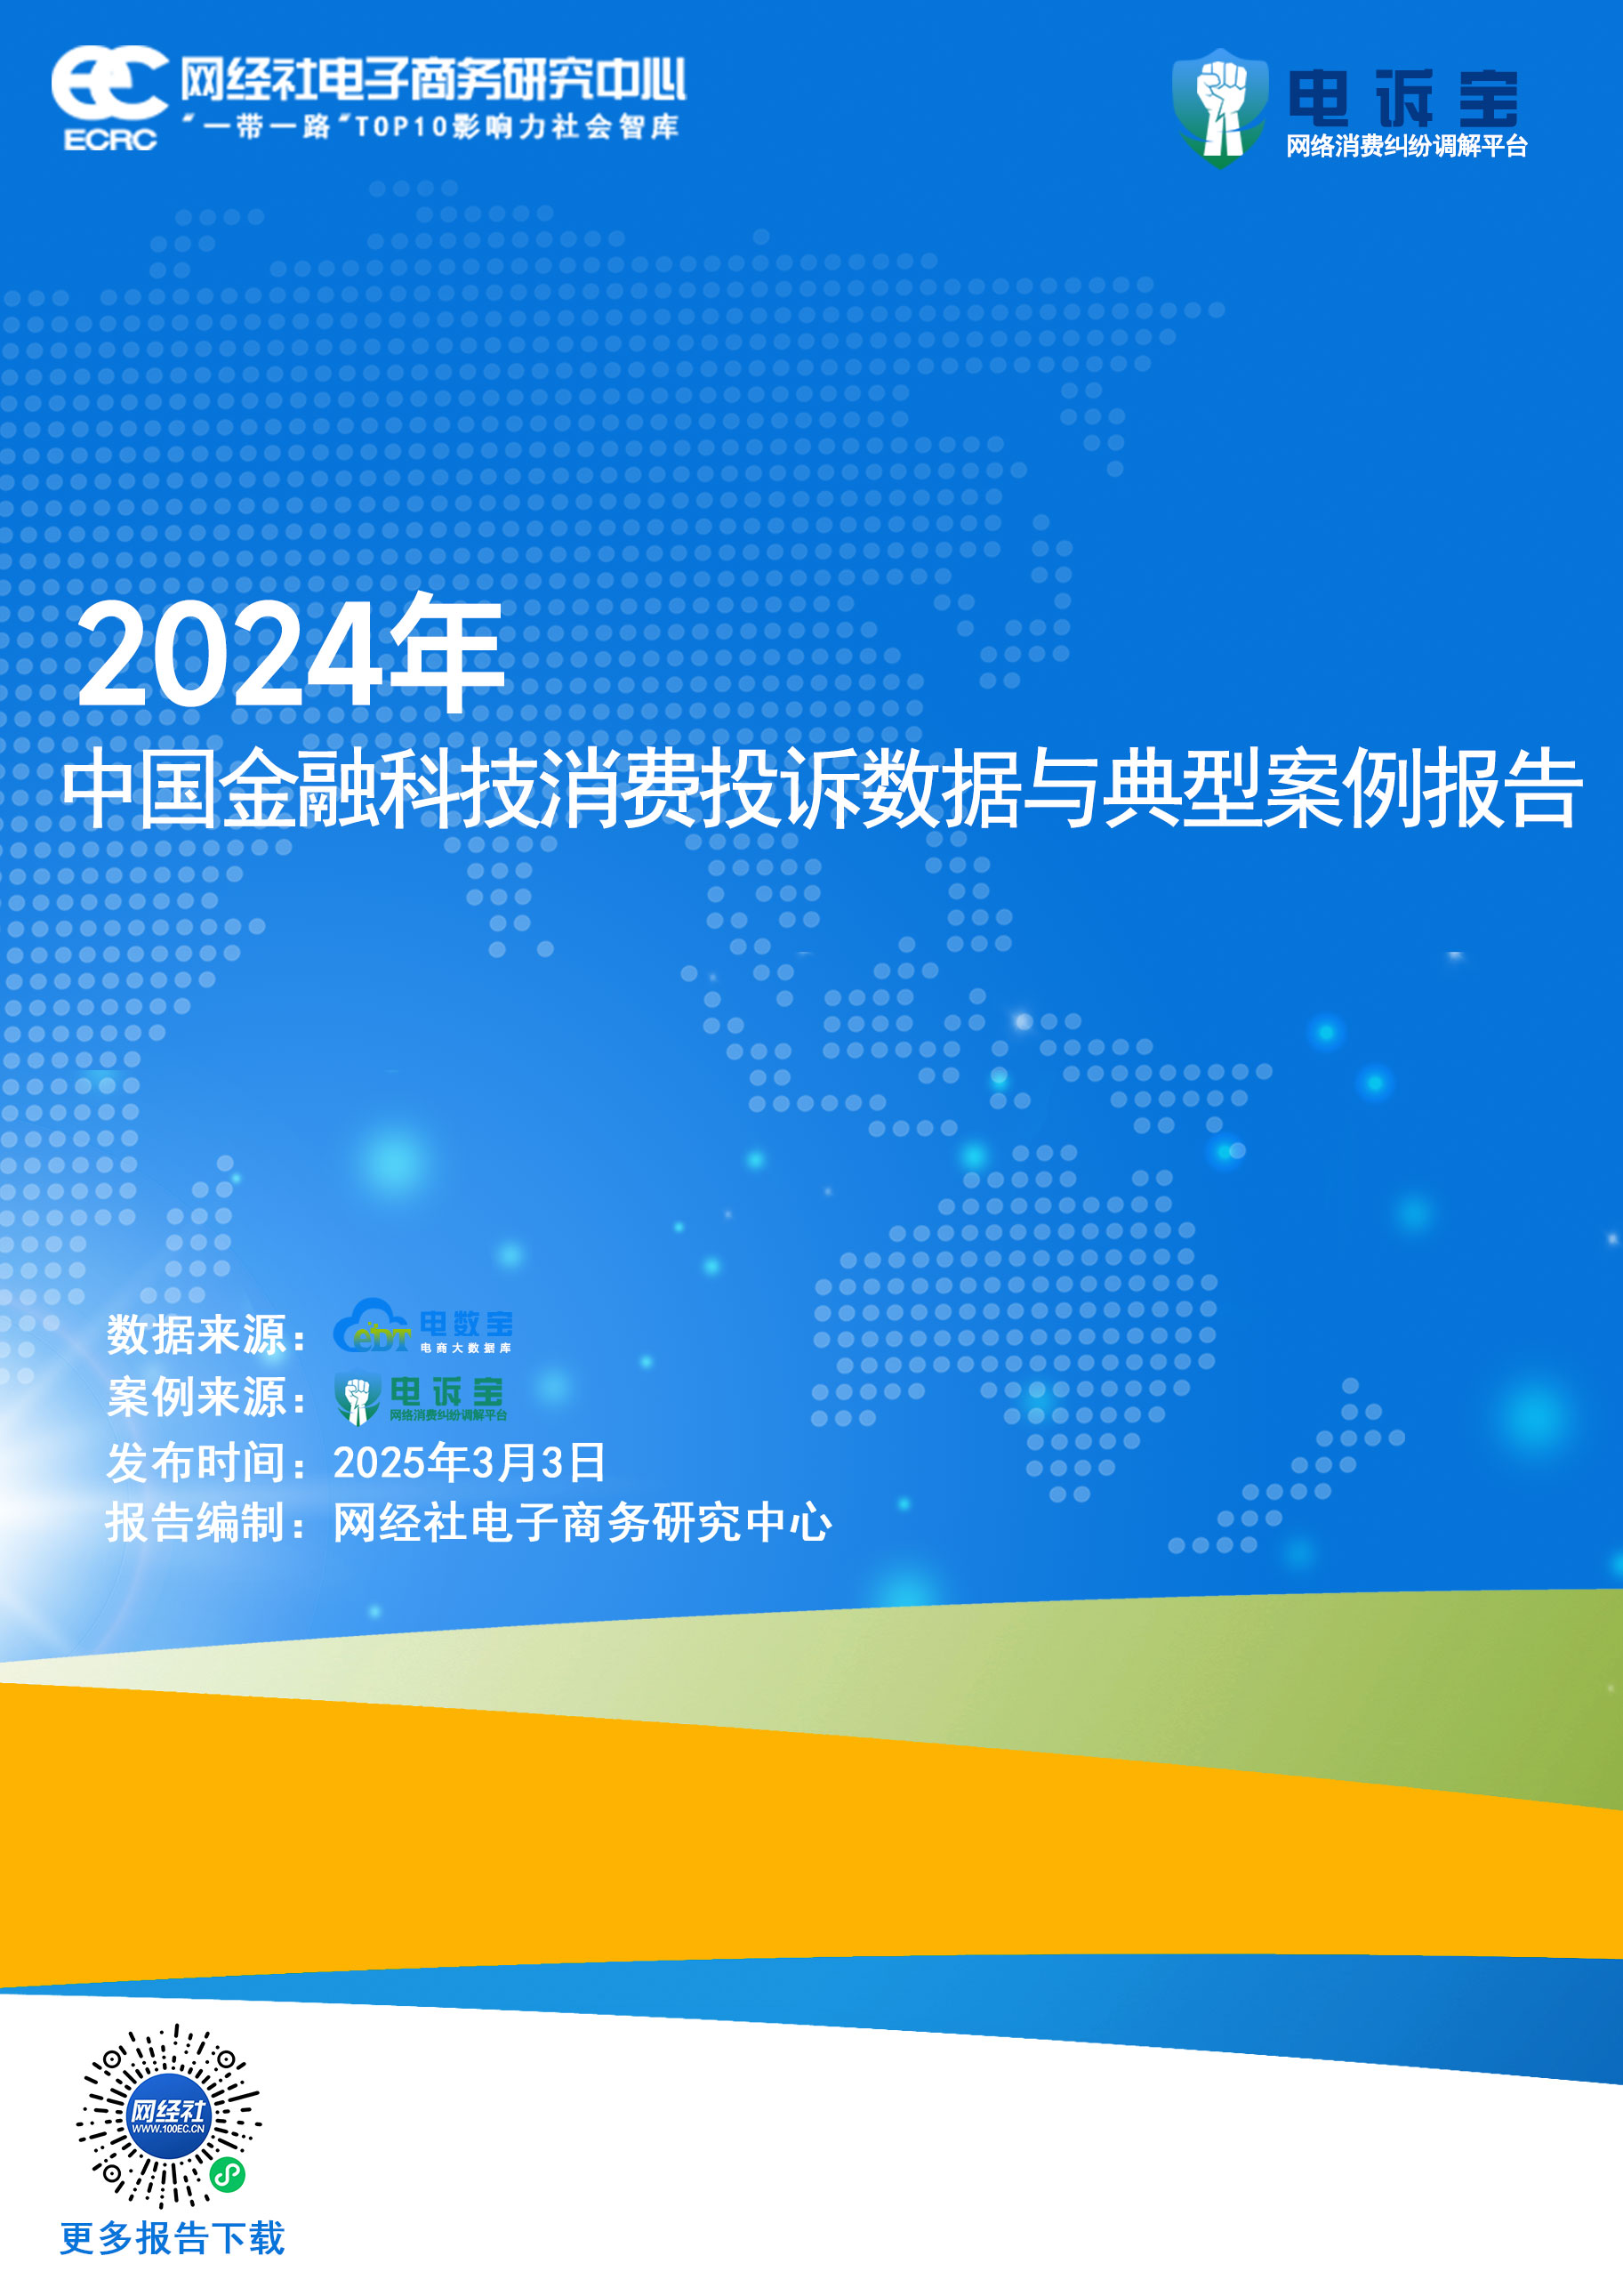 网经社电子商务研究中心
“一带一路”TOP10影响力社会智库
ECRC
电诉宝
网络消费纠纷调解平台
2024年
中国金融科技消费投诉数据与典型案例报告
数据来源：eDT 电数宝
电商大数据库
案例来源：电诉宝
网络消费纠纷调解平台
发布时间：2025年3月3日
报告编制：网经社电子商务研究中心
网经社
WWW.100EC.CN
更多报告下载